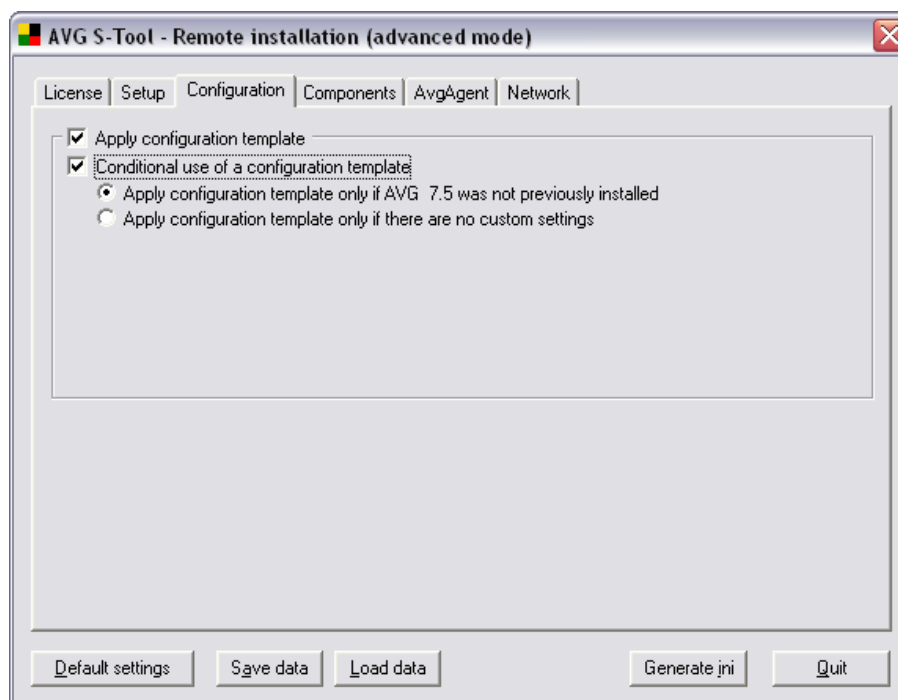 AVG S-Tool - Remote installation (advanced mode)
License Setup Configuration Components AvgAgent Network
Apply configuration template
Conditional use of a configuration template
Apply configuration template only if AVG 7.5 was not previously installed
Apply configuration template only if there are no custom settings
Default settings Save data Load data Generate ini Quit